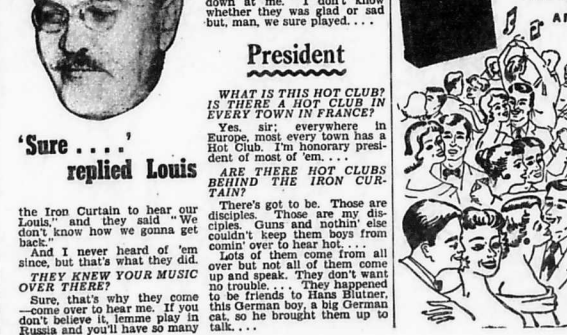 'Sure . . . .'
replied Louis
the Iron Curtain to hear our
Louis," and they said "We
don't know how we gonna get
back."
And I never heard of 'em
since, but that's what they did.
THEY KNEW YOUR MUSIC
OVER THERE?
Sure, that's why they come
—come over to hear me. If you
don't believe it, lemme play in
Russia and you'll have so many
down at me. I don't know
whether they was glad or sad
but, man, we sure played. . . .
President
WHAT IS THIS HOT CLUB?
IS THERE A HOT CLUB IN
EVERY TOWN IN FRANCE?
Yes, sir; everywhere in
Europe, most every town has a
Hot Club. I'm honorary presi-
dent of most of 'em. . . .
ARE THERE HOT CLUBS
BEHIND THE IRON CUR-
TAIN?
There's got to be. Those are
disciples. Those are my dis-
ciples. Guns and nothin' else
couldn't keep them boys from
comin' over to hear hot. . . .
Lots of them come from all
over but not all of them come
up and speak. They don't want
no trouble. . . . They happened
to be friends to Hans Blutner,
this German boy, a big German
cat, so he brought them up to
talk. . . .